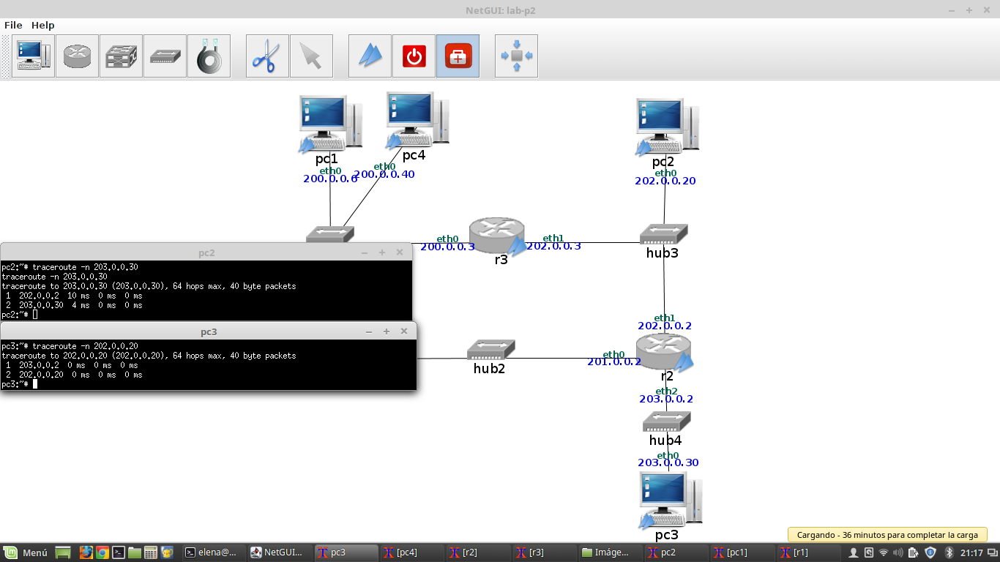 NetGUI: lab-p2
File Help
pc1
pc4
pc2
eth0
200.0.0.6
eth0
200.0.0.40
eth0
202.0.0.20
eth0
200.0.0.3
r3
eth1
202.0.0.3
hub3
pc2
pc2:~# traceroute -n 203.0.0.30
traceroute -n 203.0.0.30
traceroute to 203.0.0.30 (203.0.0.30), 64 hops max, 40 byte packets
1 202.0.0.2 10 ms 0 ms 0 ms
2 203.0.0.30 4 ms 0 ms 0 ms
pc2:~#
pc3
pc3:~# traceroute -n 202.0.0.20
traceroute to 202.0.0.20 (202.0.0.20), 64 hops max, 40 byte packets
1 203.0.0.2 0 ms 0 ms 0 ms
2 202.0.0.20 0 ms 0 ms 0 ms
pc3:~#
eth1
202.0.0.2
hub2
eth0
201.0.0.2
r2
eth2
203.0.0.2
hub4
eth0
203.0.0.30
pc3
Cargando - 36 minutos para completar la carga
Menú
elena@...
NetGUI...
pc3
[pc4]
[r2]
[r3]
Imáge...
pc2
[pc1]
[r1]
21:17